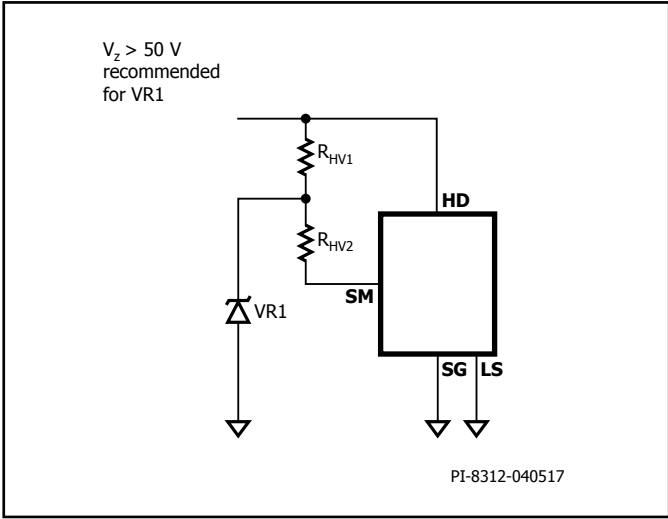 V_z > 50 V
recommended
for VR1
R_HV1
HD
R_HV2
SM
VR1
SG LS
PI-8312-040517